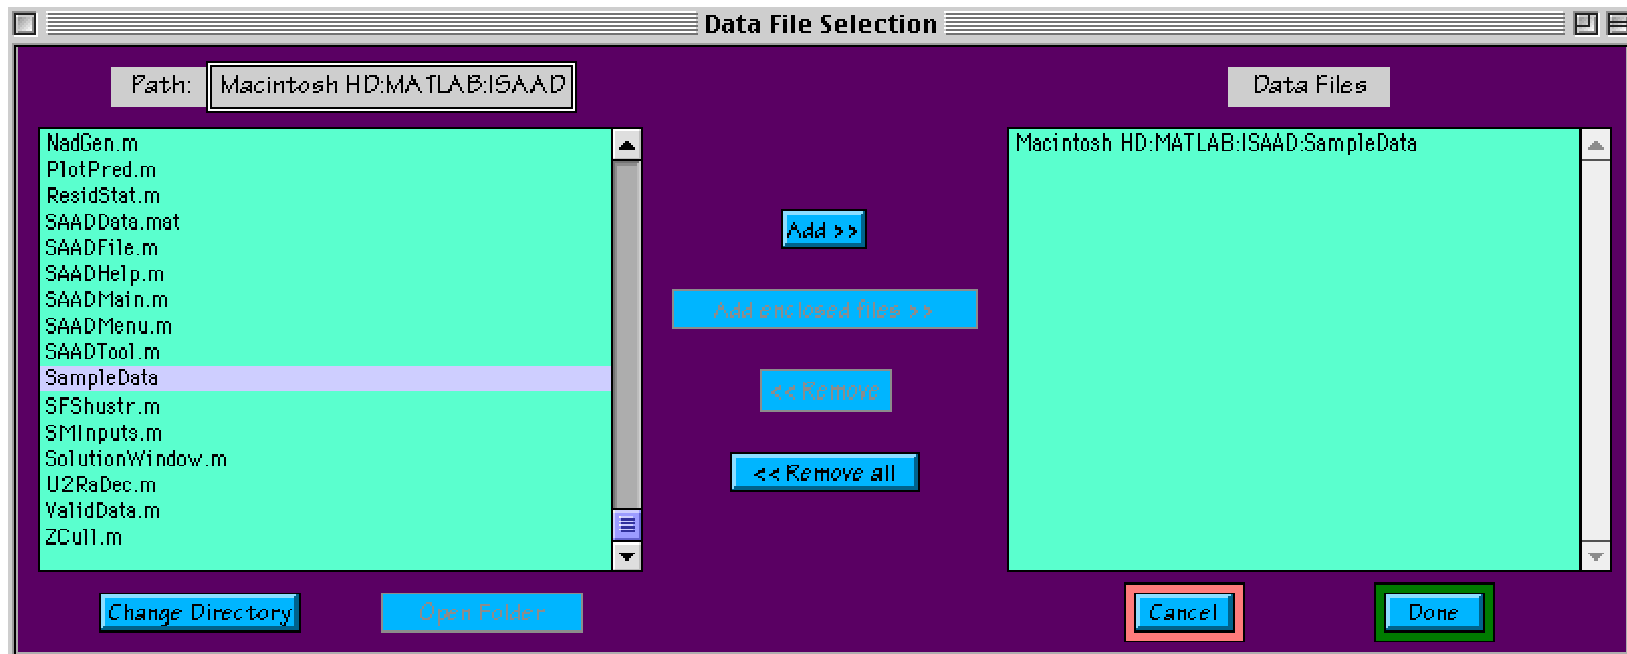 Data File Selection
Path: Macintosh HD:MATLAB:ISAAD
Data Files
NadGen.m
PlotPred.m
ResidStat.m
SAADData.mat
SAADFile.m
SAADHelp.m
SAADMain.m
SAADMenu.m
SAADTool.m
SampleData
SFShustr.m
SMInputs.m
SolutionWindow.m
U2RaDec.m
ValidData.m
ZCull.m
Add >>
Add enclosed files >>
<< Remove
<< Remove all
Macintosh HD:MATLAB:ISAAD:SampleData
Change Directory
Open Folder
Cancel
Done